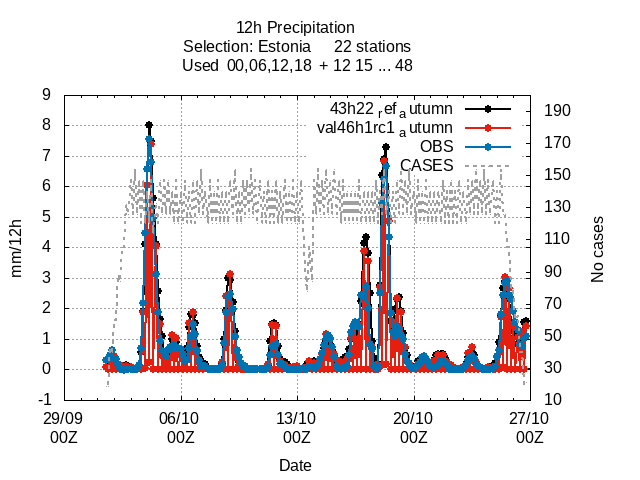 12h Precipitation
Selection: Estonia 22 stations
Used 00,06,12,18 + 12 15 ... 48
43h22 ref autumn
val46h1rc1 autumn
OBS
CASES
mm/12h
9
8
7
6
5
4
3
2
1
0
-1
No cases
190
170
150
130
110
90
70
50
30
10
29/09 06/10 13/10 20/10 27/10
00Z 00Z 00Z 00Z 00Z
Date